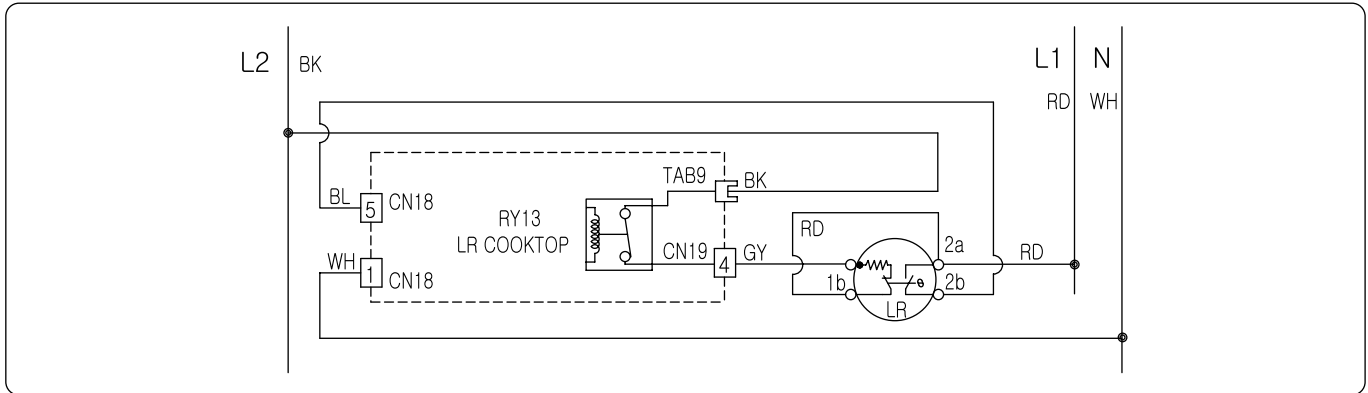 L2 BK L1 N
RD WH
TAB9 BK
BL 5 CN18
RY13 RD
LR COOKTOP CN19 4 GY 2a RD
WH 1 CN18 1b θ 2b
LR